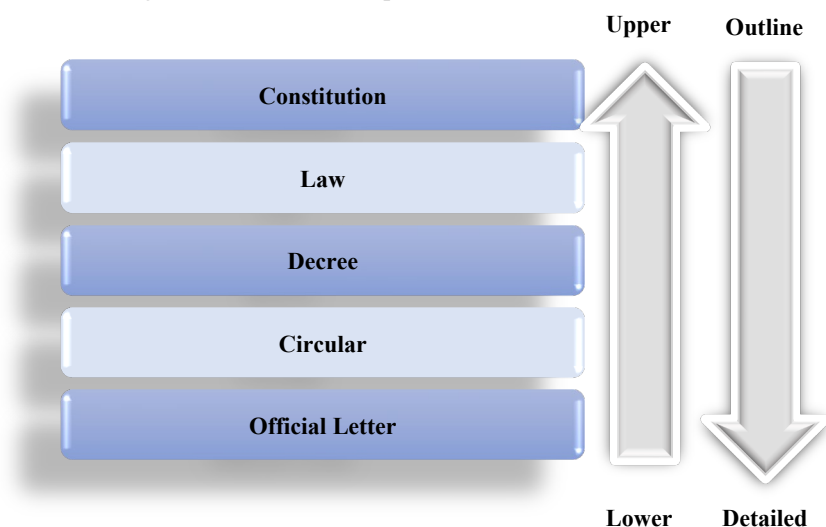 Upper Outline
Constitution
Law
Decree
Circular
Official Letter
Lower Detailed